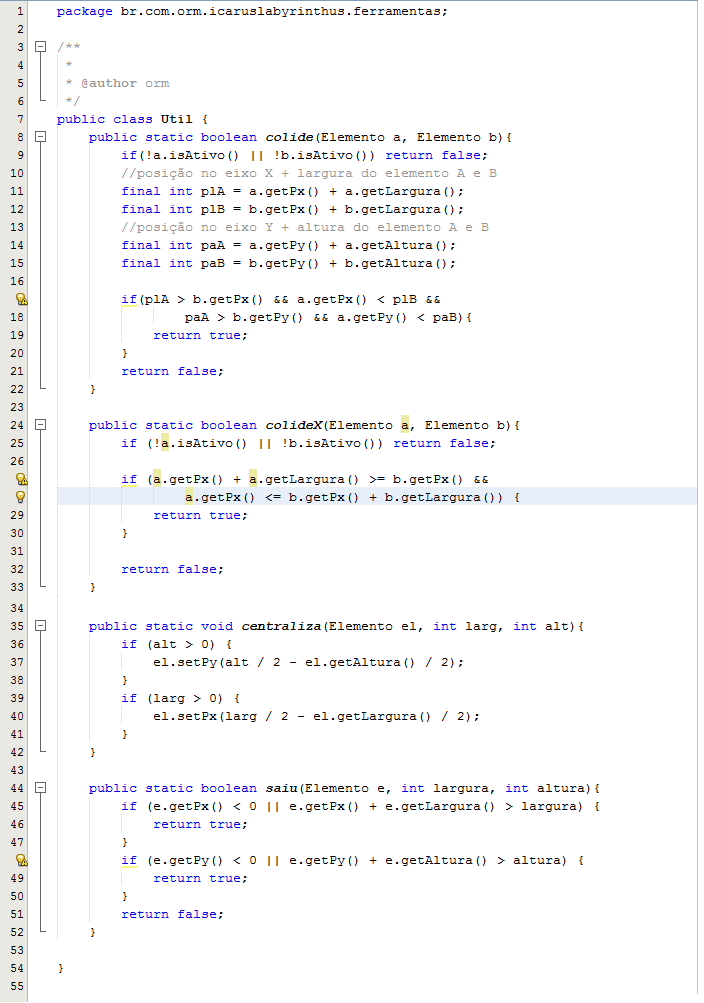 1 package br.com.orm.icaruslabyrinthus.ferramentas;
2
3 /**
4  *
5  * @author orm
6  */
7 public class Util {
8     public static boolean colide(Elemento a, Elemento b){
9         if(!a.isAtivo() || !b.isAtivo()) return false;
10         //posição no eixo X + largura do elemento A e B
11         final int plA = a.getPx() + a.getLargura();
12         final int plB = b.getPx() + b.getLargura();
13         //posição no eixo Y + altura do elemento A e B
14         final int paA = a.getPy() + a.getAltura();
15         final int paB = b.getPy() + b.getAltura();
16
        if(plA > b.getPx() && a.getPx() < plB &&
18                 paA > b.getPy() && a.getPy() < paB){
19             return true;
20         }
21         return false;
22     }
23
24     public static boolean colideX(Elemento a, Elemento b){
25         if (!a.isAtivo() || !b.isAtivo()) return false;
26
        if (a.getPx() + a.getLargura() >= b.getPx() &&
                a.getPx() <= b.getPx() + b.getLargura()) {
29             return true;
30         }
31
32         return false;
33     }
34
35     public static void centraliza(Elemento el, int larg, int alt){
36         if (alt > 0) {
37             el.setPy(alt / 2 - el.getAltura() / 2);
38         }
39         if (larg > 0) {
40             el.setPx(larg / 2 - el.getLargura() / 2);
41         }
42     }
43
44     public static boolean saiu(Elemento e, int largura, int altura){
45         if (e.getPx() < 0 || e.getPx() + e.getLargura() > largura) {
46             return true;
47         }
        if (e.getPy() < 0 || e.getPy() + e.getAltura() > altura) {
49             return true;
50         }
51         return false;
52     }
53
54 }
55